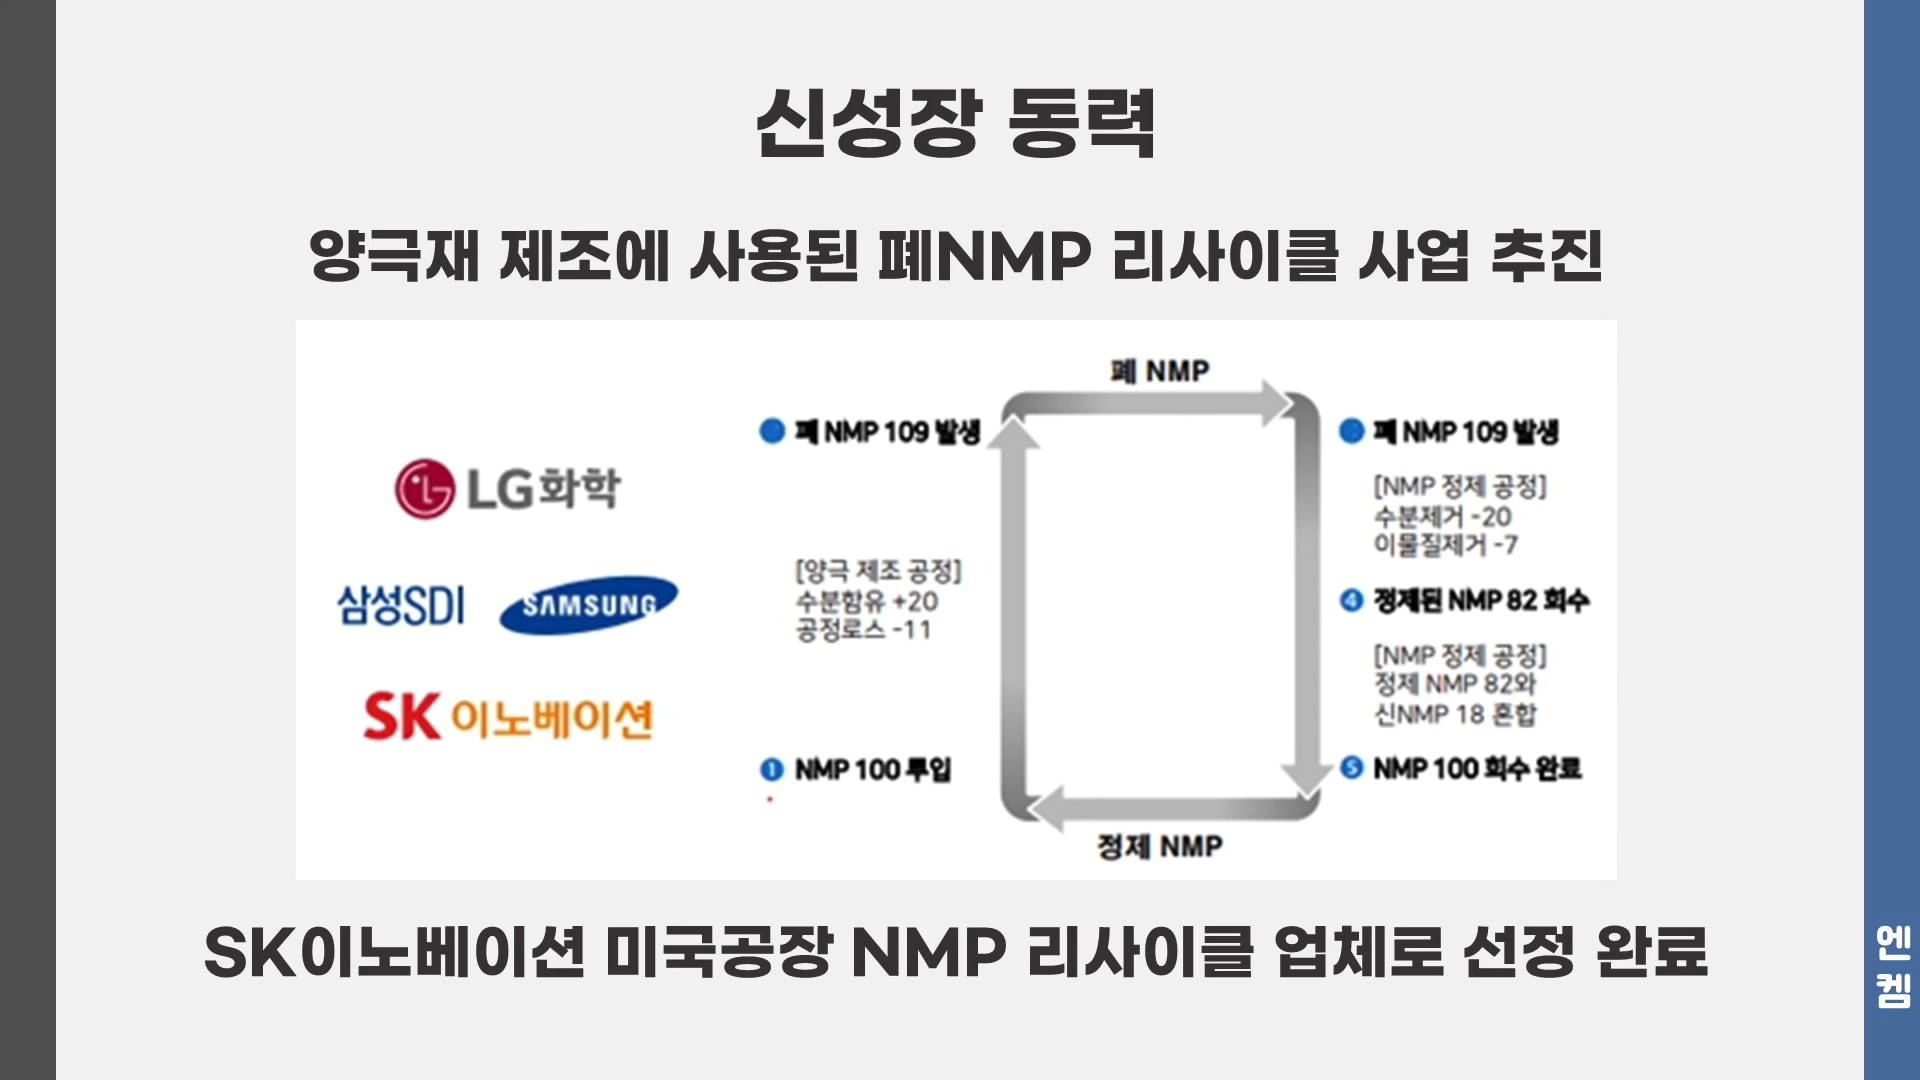 신성장 동력
양극재 제조에 사용된 폐NMP 리사이클 사업 추진
LG화학
삼성SDI SAMSUNG
SK이노베이션
폐 NMP
폐 NMP 109 발생
[양극 제조 공정]
수분함유 +20
공정로스 -11
1 NMP 100 투입
폐 NMP 109 발생
[NMP 정제 공정]
수분제거 -20
이물질제거 -7
4 정제된 NMP 82 회수
[NMP 정제 공정]
정제 NMP 82와
신NMP 18 혼합
5 NMP 100 회수 완료
정제 NMP
SK이노베이션 미국공장 NMP 리사이클 업체로 선정 완료
엔켐